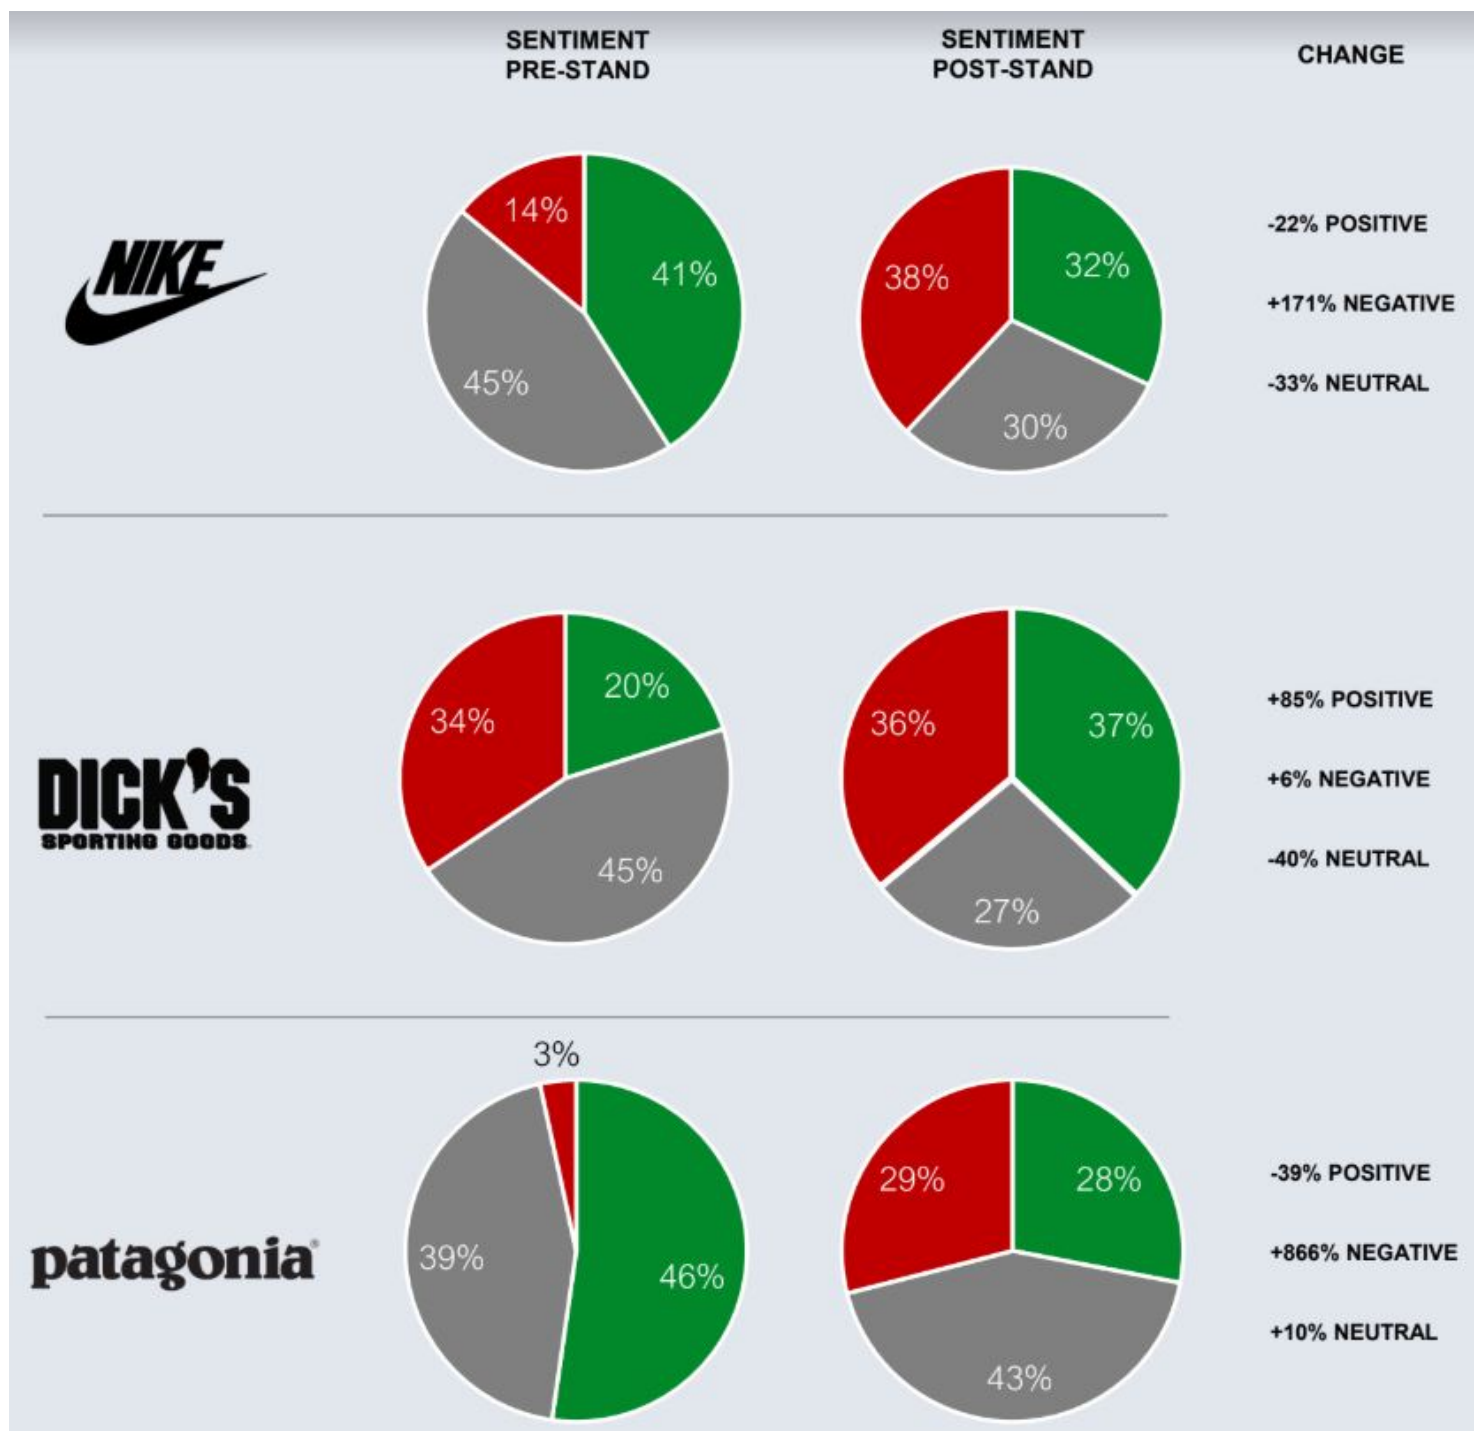 SENTIMENT
PRE-STAND
SENTIMENT
POST-STAND
CHANGE
NIKE
14%
41%
45%
38%
32%
30%
-22% POSITIVE
+171% NEGATIVE
-33% NEUTRAL
DICK'S
SPORTING GOODS
34%
20%
45%
36%
37%
27%
+85% POSITIVE
+6% NEGATIVE
-40% NEUTRAL
patagonia®
3%
39%
46%
29%
28%
43%
-39% POSITIVE
+866% NEGATIVE
+10% NEUTRAL